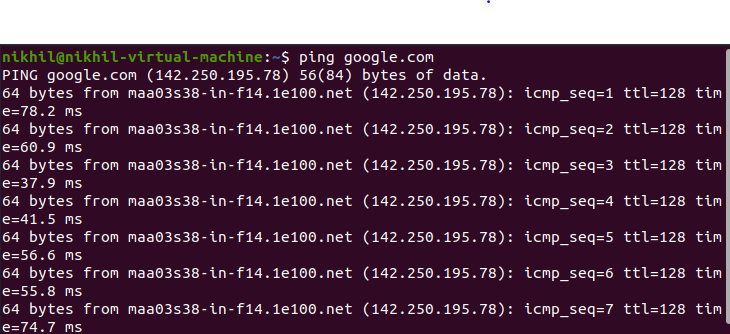 nikhil@nikhil-virtual-machine:~$ ping google.com
PING google.com (142.250.195.78) 56(84) bytes of data.
64 bytes from maa03s38-in-f14.1e100.net (142.250.195.78): icmp_seq=1 ttl=128 tim
e=78.2 ms
64 bytes from maa03s38-in-f14.1e100.net (142.250.195.78): icmp_seq=2 ttl=128 tim
e=60.9 ms
64 bytes from maa03s38-in-f14.1e100.net (142.250.195.78): icmp_seq=3 ttl=128 tim
e=37.9 ms
64 bytes from maa03s38-in-f14.1e100.net (142.250.195.78): icmp_seq=4 ttl=128 tim
e=41.5 ms
64 bytes from maa03s38-in-f14.1e100.net (142.250.195.78): icmp_seq=5 ttl=128 tim
e=56.6 ms
64 bytes from maa03s38-in-f14.1e100.net (142.250.195.78): icmp_seq=6 ttl=128 tim
e=55.8 ms
64 bytes from maa03s38-in-f14.1e100.net (142.250.195.78): icmp_seq=7 ttl=128 tim
e=74.7 ms